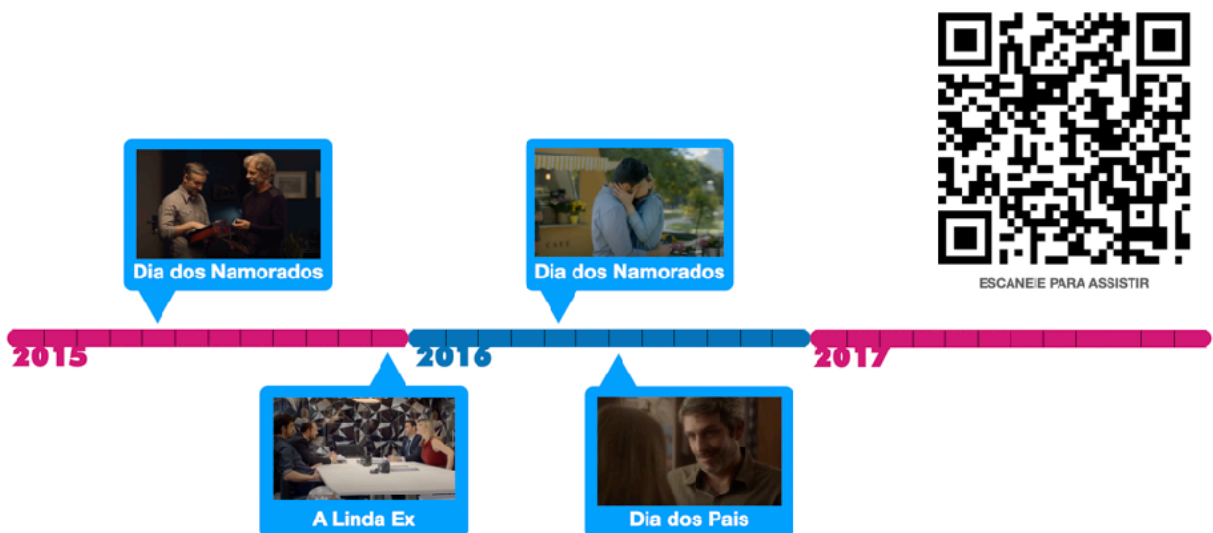 ESCANEIE PARA ASSISTIR
Dia dos Namorados
Dia dos Namorados
2015
2016
2017
A Linda Ex
Dia dos Pais